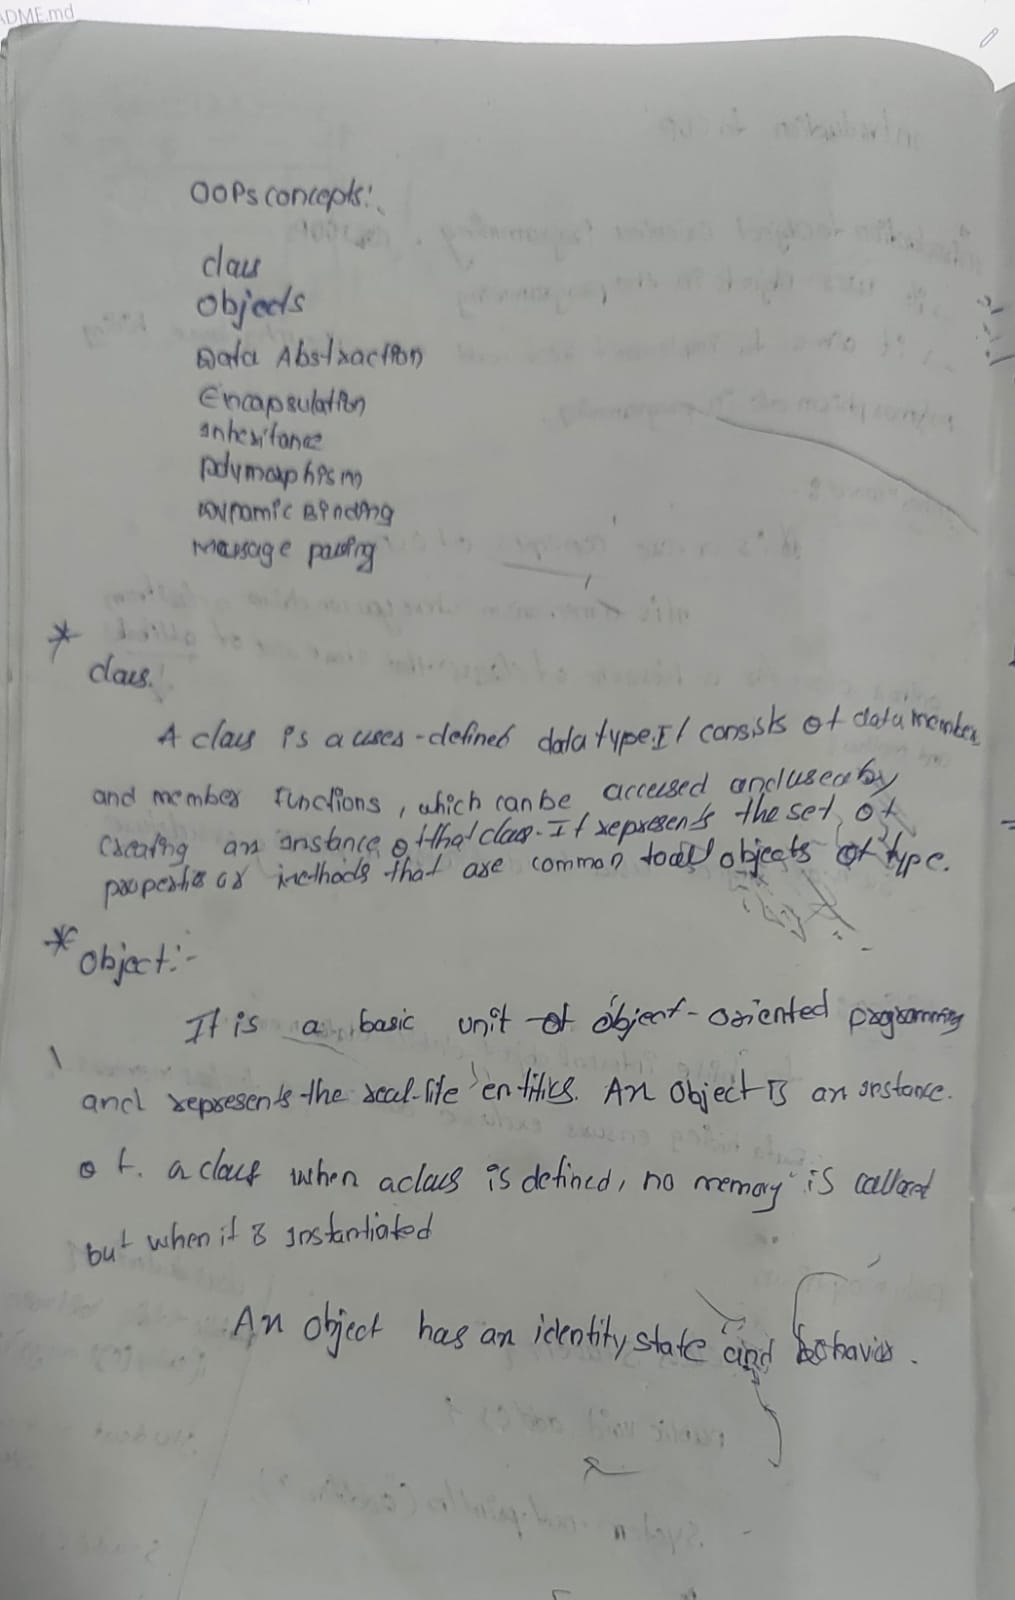 ADME.md
OOPs concepts:
class
Objects
Data Abstraction
Encapsulation
Inheritance
polymorphism
Dynamic Binding
Message passing
* class.
A class is a user-defined data type. It consists of data member
and member functions, which can be accessed and used by
creating an instance of that class. It represents the set of
properties or methods that are common to all objects of type.
* Object:-
It is a basic unit of object-oriented programming
and represents the real-life entities. An Object is an instance.
of. a class when a class is defined, no memory is
but when it is instantiated
An object has an identity state and behavior.